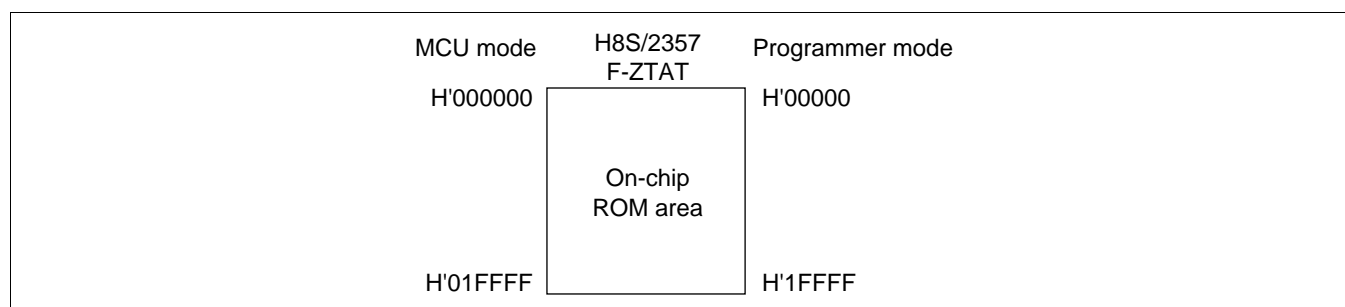 MCU mode
H8S/2357
F-ZTAT
Programmer mode
H'000000
H'00000
On-chip
ROM area
H'01FFFF
H'1FFFF